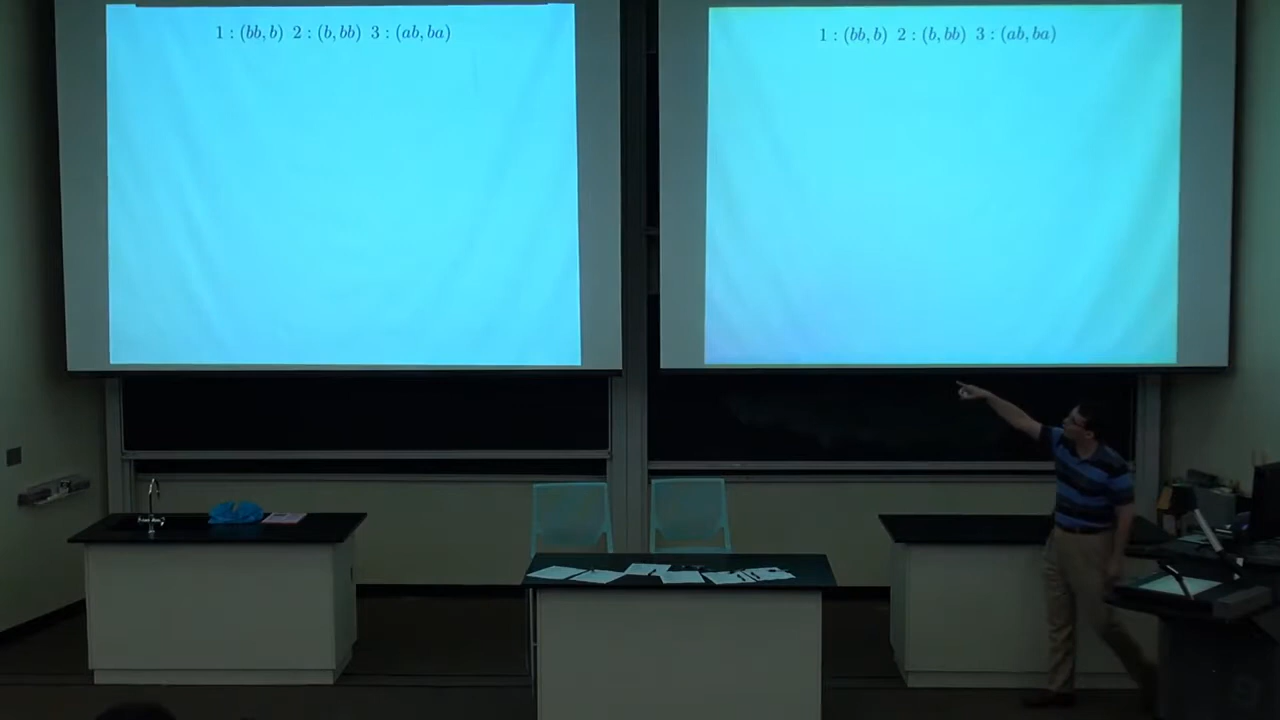 1 : (bb, b) 2 : (b, bb) 3 : (ab, ba)
1 : (bb, b) 2 : (b, bb) 3 : (ab, ba)